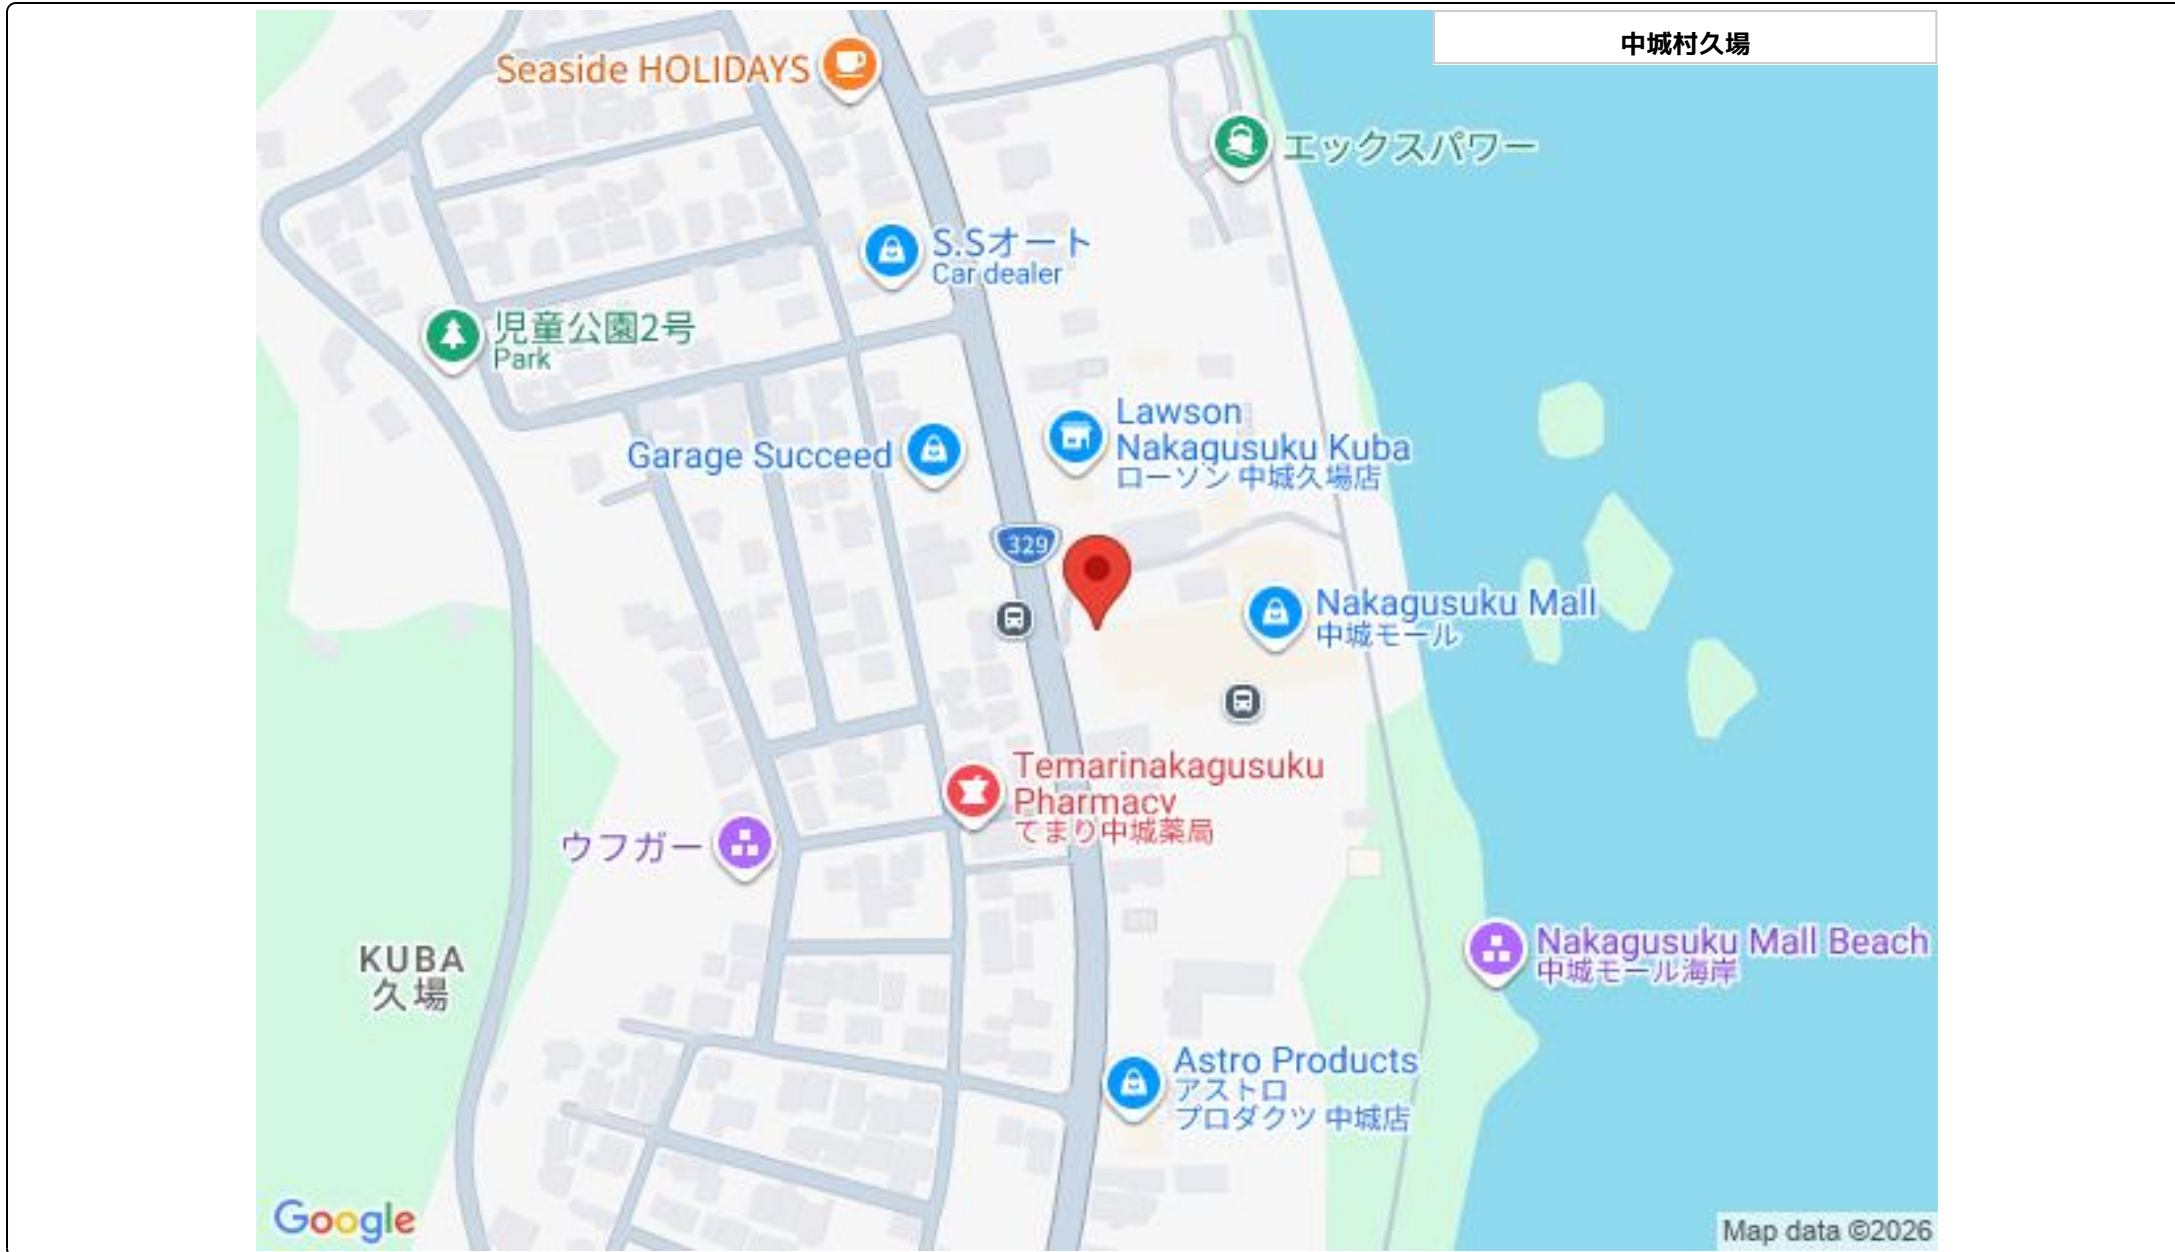 中城村久場
Seaside HOLIDAYS
エックスパワー
S.Sオート
Car dealer
児童公園2号
Park
Lawson
Nakagusuku Kuba
ローソン 中城久場店
Garage Succeed
329
Nakagusuku Mall
中城モール
Temarinakagusuku
Pharmacy
てまり中城薬局
ウフガー
KUBA
久場
Nakagusuku Mall Beach
中城モール海岸
Astro Products
アストロ
プロダクツ 中城店
Google
Map data ©2026